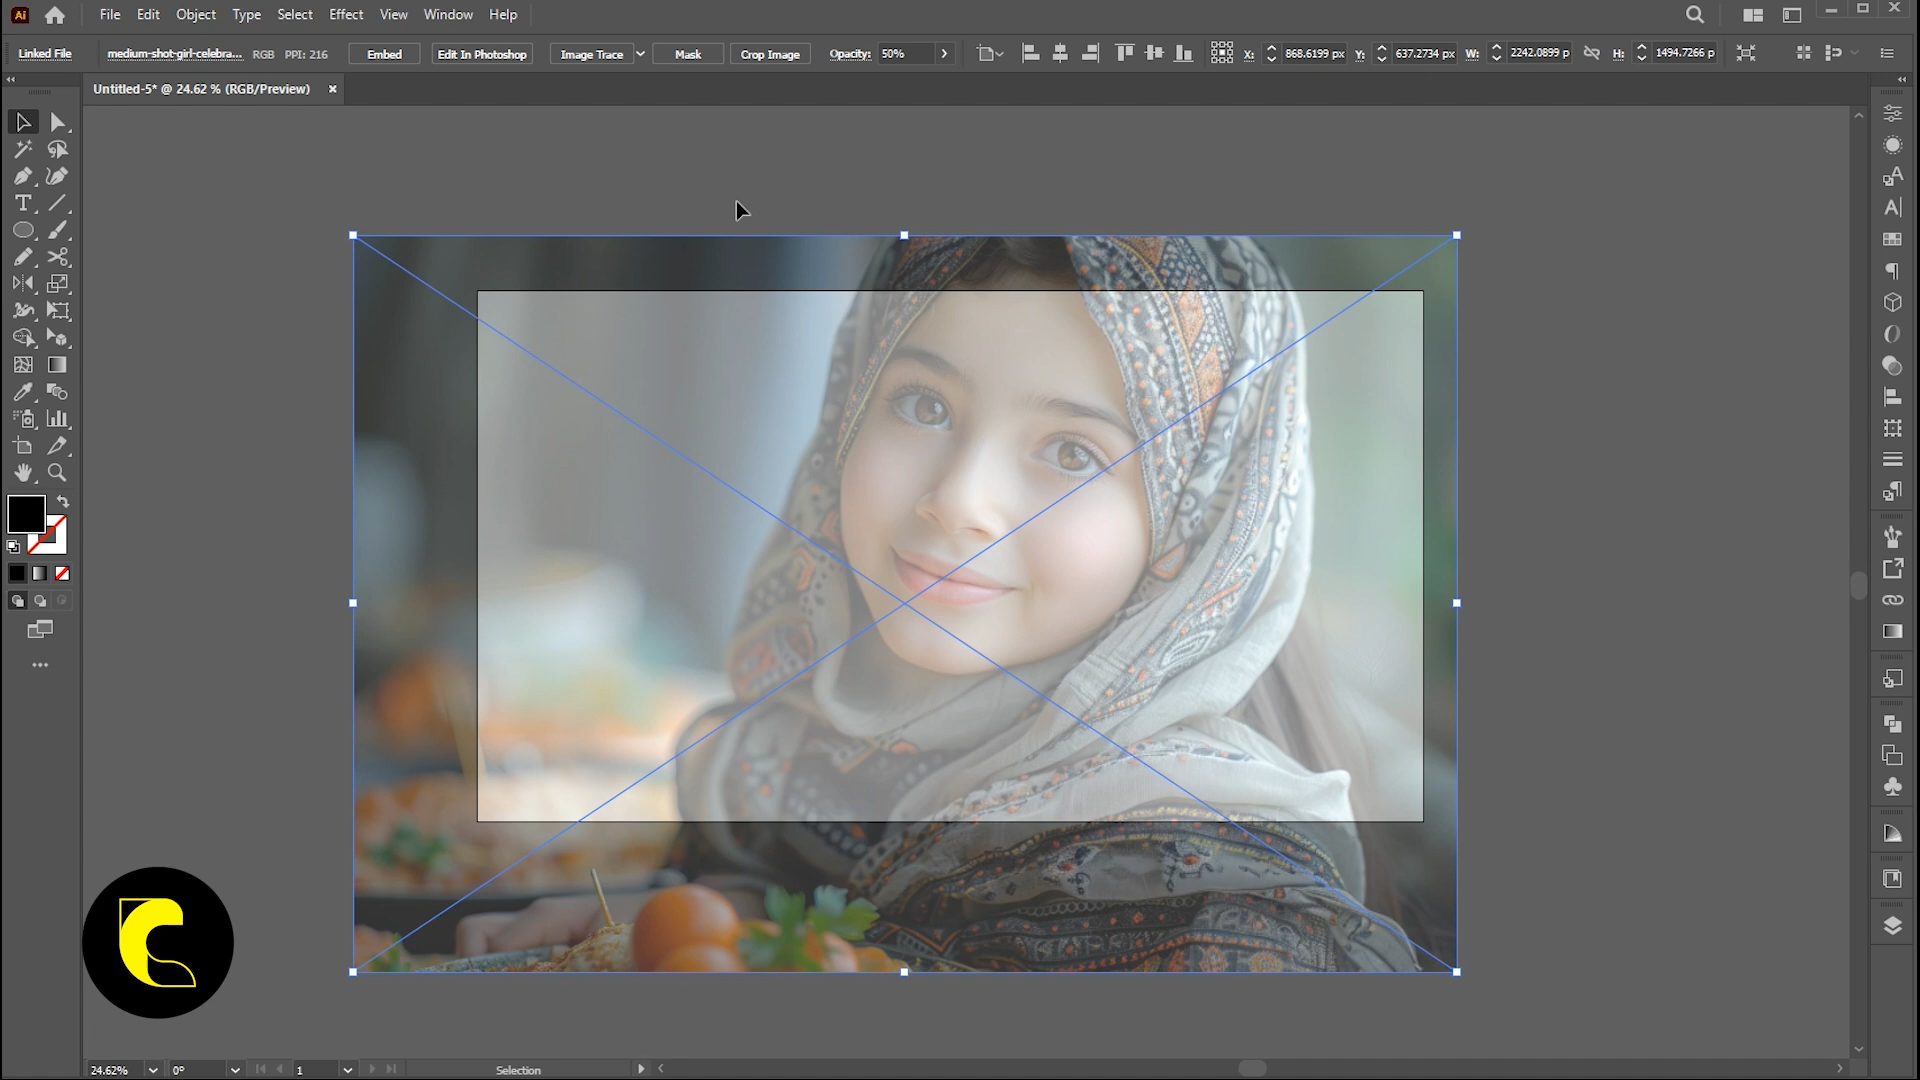 Ai File Edit Object Type Select Effect View Window Help
Linked File medium-shot-girl-celebra... RGB PPI: 216 Embed Edit In Photoshop Image Trace Mask Crop Image Opacity: 50% X: 868.6199 px Y: 637.2734 px W: 2242.0899 p H: 1494.7266 p
Untitled-5* @ 24.62 % (RGB/Preview)
24.62% 0° 1 Selection